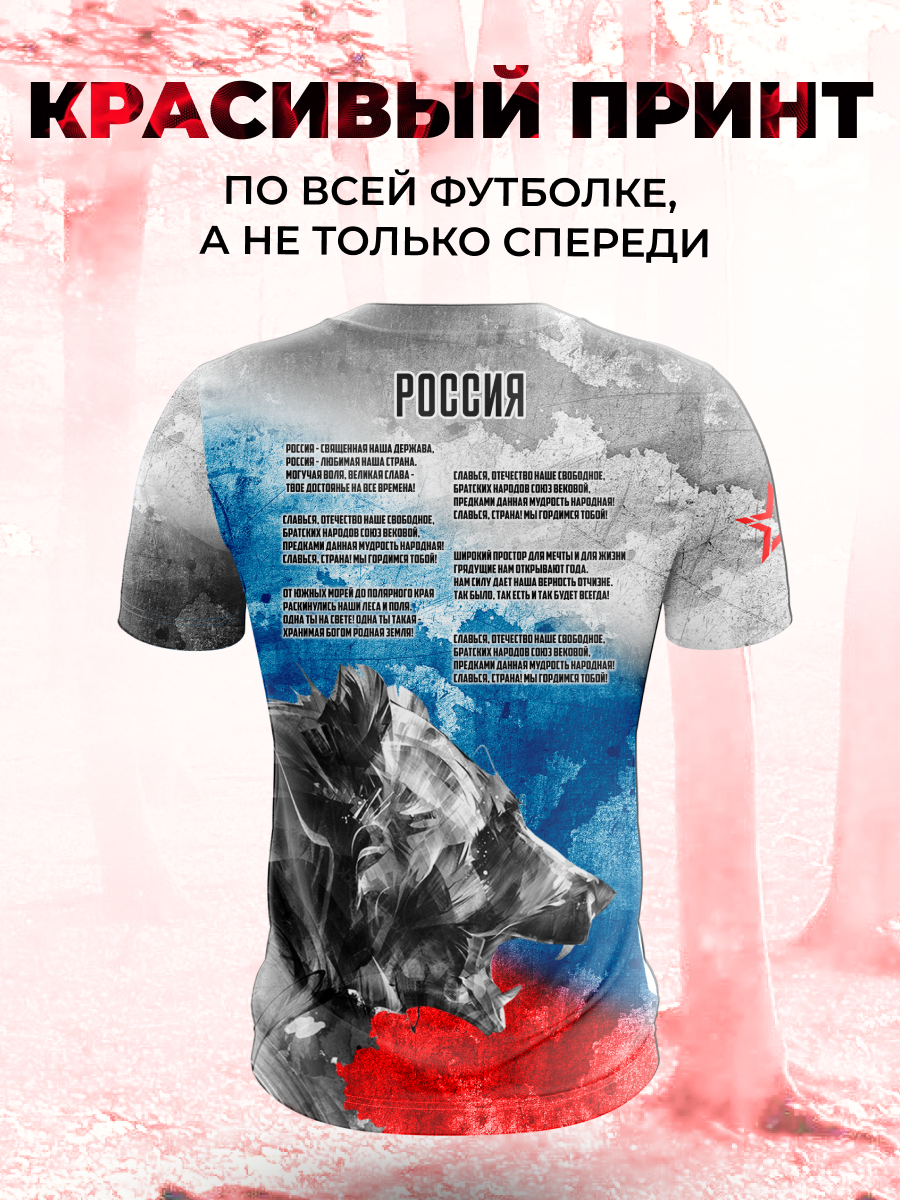 КРАСИВЫЙ ПРИНТ
ПО ВСЕЙ ФУТБОЛКЕ,
А НЕ ТОЛЬКО СПЕРЕДИ
РОССИЯ
РОССИЯ - СВЯЩЕННАЯ НАША ДЕРЖАВА,
РОССИЯ - ЛЮБИМАЯ НАША СТРАНА.
МОГУЧАЯ ВОЛЯ, ВЕЛИКАЯ СЛАВА -
ТВОЕ ДОСТОЯНЬЕ НА ВСЕ ВРЕМЕНА!
СЛАВЬСЯ, ОТЕЧЕСТВО НАШЕ СВОБОДНОЕ,
БРАТСКИХ НАРОДОВ СОЮЗ ВЕКОВОЙ,
ПРЕДКАМИ ДАННАЯ МУДРОСТЬ НАРОДНАЯ!
СЛАВЬСЯ, СТРАНА! МЫ ГОРДИМСЯ ТОБОЙ!
ОТ ЮЖНЫХ МОРЕЙ ДО ПОЛЯРНОГО КРАЯ
РАСКИНУЛИСЬ НАШИ ЛЕСА И ПОЛЯ.
ОДНА ТЫ НА СВЕТЕ! ОДНА ТЫ ТАКАЯ -
ХРАНИМАЯ БОГОМ РОДНАЯ ЗЕМЛЯ!
СЛАВЬСЯ, ОТЕЧЕСТВО НАШЕ СВОБОДНОЕ,
БРАТСКИХ НАРОДОВ СОЮЗ ВЕКОВОЙ,
ПРЕДКАМИ ДАННАЯ МУДРОСТЬ НАРОДНАЯ!
СЛАВЬСЯ, СТРАНА! МЫ ГОРДИМСЯ ТОБОЙ!
ШИРОКИЙ ПРОСТОР ДЛЯ МЕЧТЫ И ДЛЯ ЖИЗНИ
ГРЯДУЩИЕ НАМ ОТКРЫВАЮТ ГОДА.
НАМ СИЛУ ДАЕТ НАША ВЕРНОСТЬ ОТЧИЗНЕ.
ТАК БЫЛО, ТАК ЕСТЬ И ТАК БУДЕТ ВСЕГДА!
СЛАВЬСЯ, ОТЕЧЕСТВО НАШЕ СВОБОДНОЕ,
БРАТСКИХ НАРОДОВ СОЮЗ ВЕКОВОЙ,
ПРЕДКАМИ ДАННАЯ МУДРОСТЬ НАРОДНАЯ!
СЛАВЬСЯ, СТРАНА! МЫ ГОРДИМСЯ ТОБОЙ!